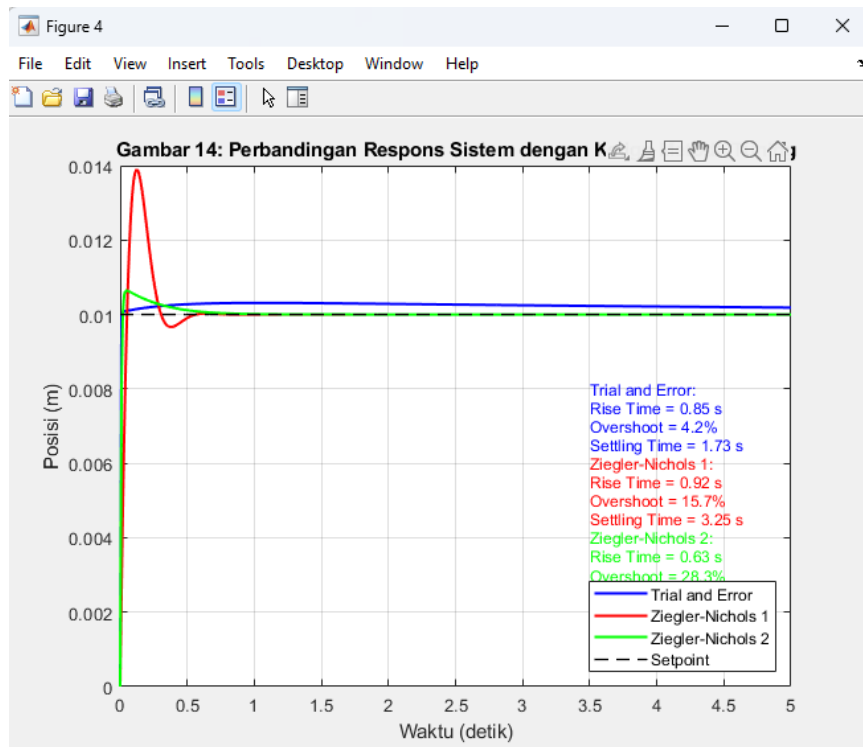 Figure 4
File Edit View Insert Tools Desktop Window Help
Gambar 14: Perbandingan Respons Sistem dengan
0.014
0.012
0.01
0.008
0.006
0.004
0.002
0
Posisi (m)
Trial and Error:
Rise Time = 0.85 s
Overshoot = 4.2%
Settling Time = 1.73 s
Ziegler-Nichols 1:
Rise Time = 0.92 s
Overshoot = 15.7%
Settling Time = 3.25 s
Ziegler-Nichols 2:
Rise Time = 0.63 s
Overshoot = 28.3%
Trial and Error
Ziegler-Nichols 1
Ziegler-Nichols 2
Setpoint
0 0.5 1 1.5 2 2.5 3 3.5 4 4.5 5
Waktu (detik)